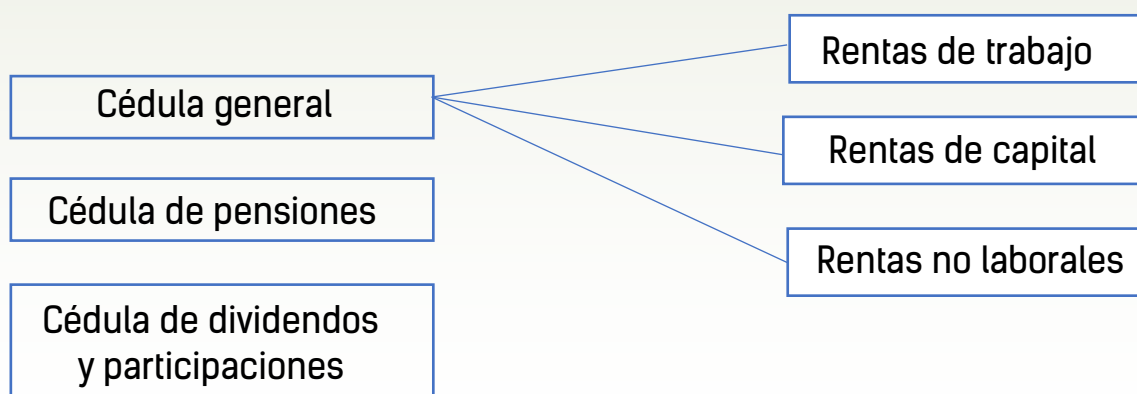 Cédula general
Cédula de pensiones
Cédula de dividendos
y participaciones
Rentas de trabajo
Rentas de capital
Rentas no laborales